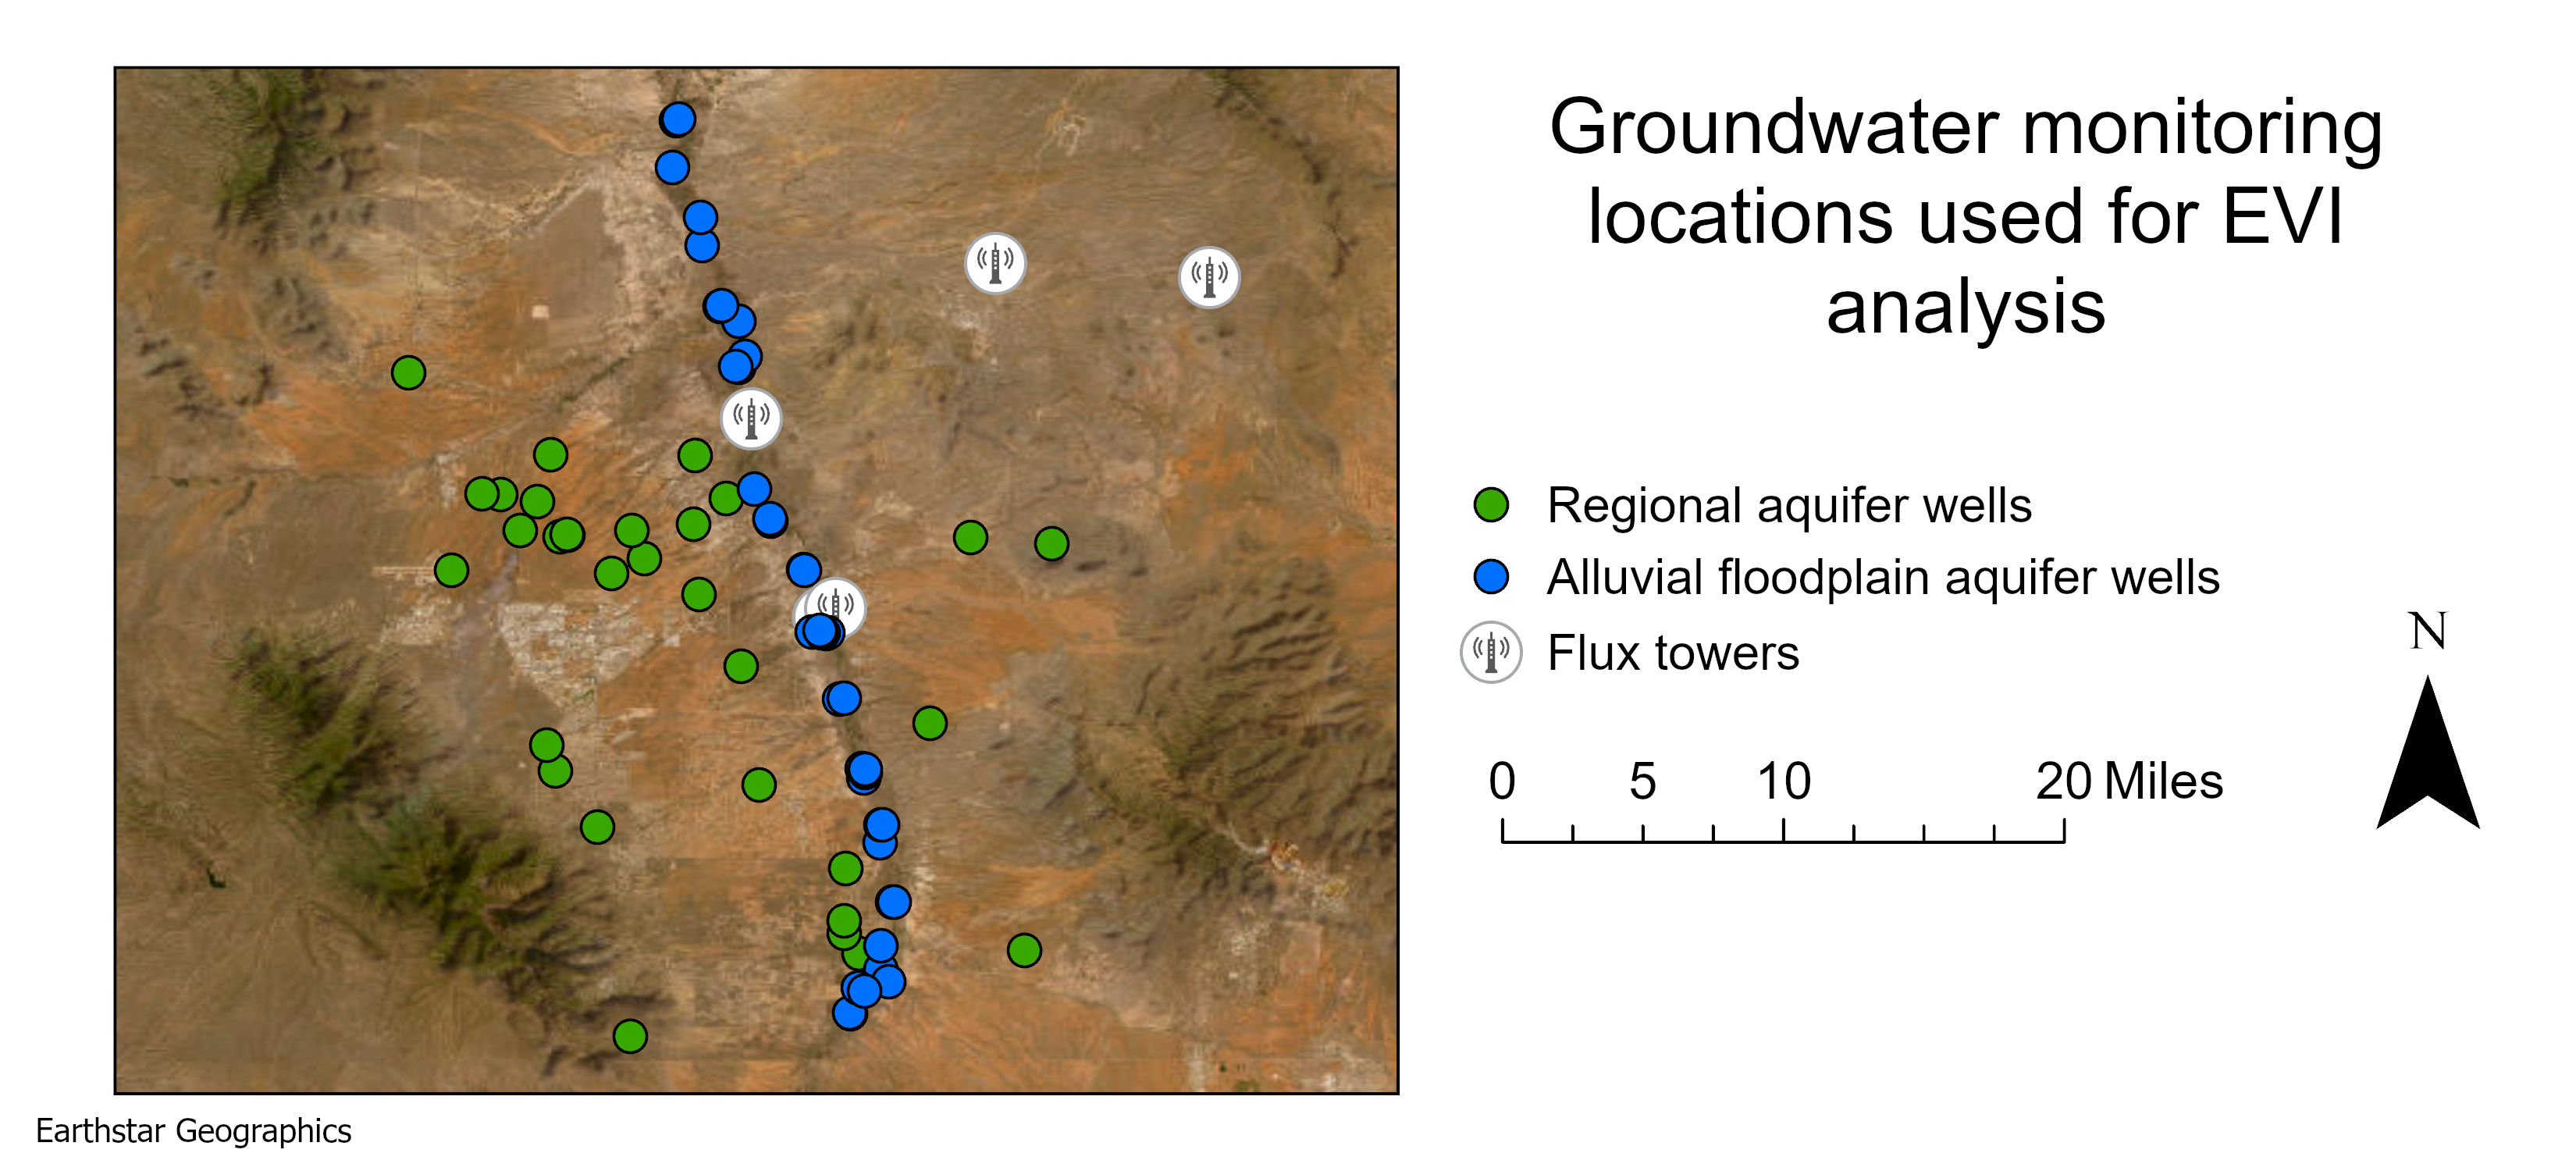 Groundwater monitoring
locations used for EVI
analysis
Regional aquifer wells
Alluvial floodplain aquifer wells
Flux towers
N
0 5 10 20 Miles
Earthstar Geographics